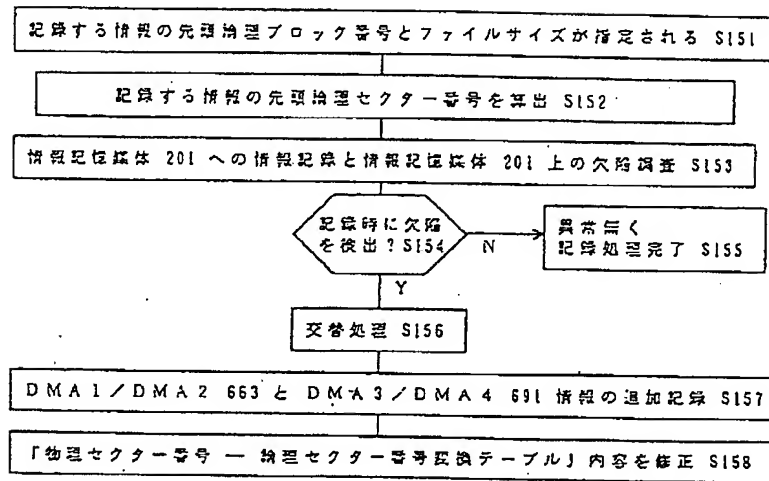 記録する情報の先頭論理ブロック番号とファイルサイズが指定される S151
記録する情報の先頭論理セクター番号を算出 S152
情報記憶媒体 201 への情報記録と情報記憶媒体 201 上の欠陥調査 S153
記録時に欠陥
を検出？S154
N
異常無く
記録処理完了 S155
Y
交替処理 S156
DMA1／DMA2 663 と DMA3／DMA4 691 情報の追加記録 S157
「物理セクター番号 ― 論理セクター番号変換テーブル」内容を修正 S158